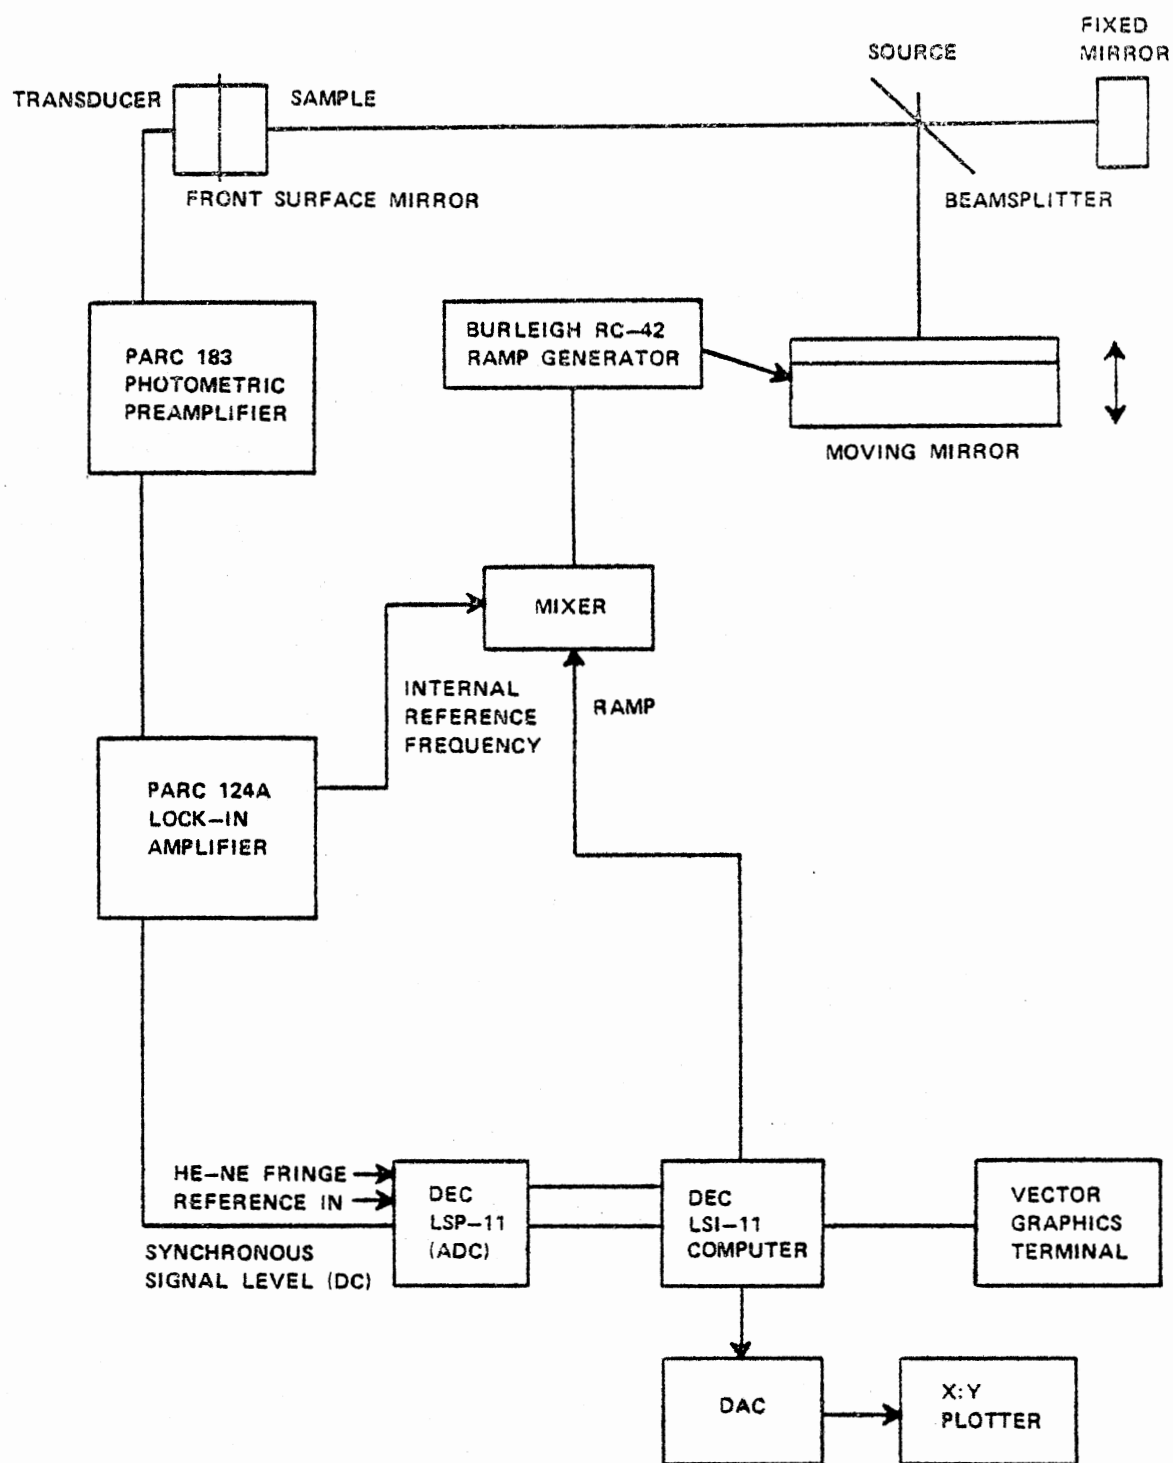 FIXED
MIRROR
SOURCE
TRANSDUCER
SAMPLE
FRONT SURFACE MIRROR
BEAMSPLITTER
BURLEIGH RC-42
RAMP GENERATOR
PARC 183
PHOTOMETRIC
PREAMPLIFIER
MOVING MIRROR
MIXER
INTERNAL
REFERENCE
FREQUENCY
RAMP
PARC 124A
LOCK-IN
AMPLIFIER
HE-NE FRINGE
REFERENCE IN
DEC
LSP-11
(ADC)
DEC
LSI-11
COMPUTER
VECTOR
GRAPHICS
TERMINAL
SYNCHRONOUS
SIGNAL LEVEL (DC)
DAC
X:Y
PLOTTER